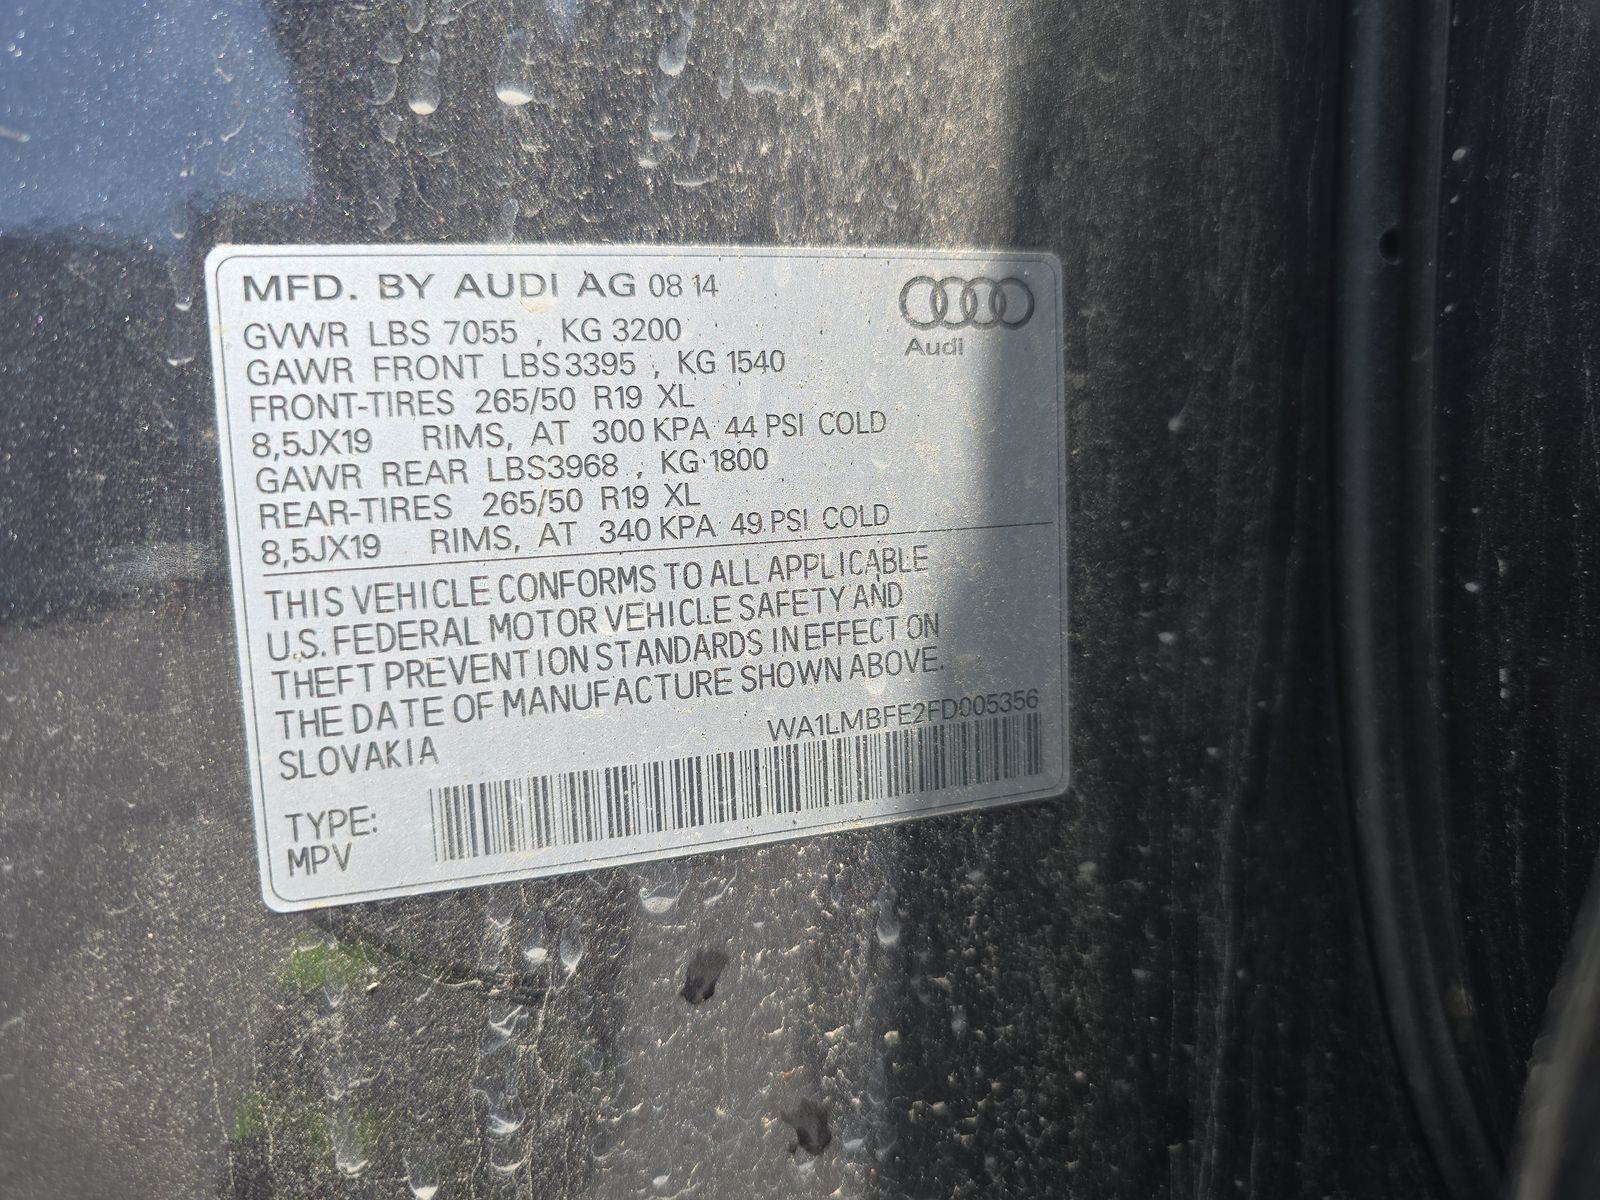 MFD. BY AUDI AG 08 14
GVWR LBS 7055 , KG 3200
GAWR FRONT LBS3395 , KG 1540
FRONT-TIRES 265/50 R19 XL
8,5JX19 RIMS, AT 300 KPA 44 PSI COLD
GAWR REAR LBS3968 , KG 1800
REAR-TIRES 265/50 R19 XL
8,5JX19 RIMS, AT 340 KPA 49 PSI COLD
Audi
THIS VEHICLE CONFORMS TO ALL APPLICABLE
U.S. FEDERAL MOTOR VEHICLE SAFETY AND
THEFT PREVENTION STANDARDS IN EFFECT ON
THE DATE OF MANUFACTURE SHOWN ABOVE.
SLOVAKIA
WA1LMBFE2FD005356
TYPE:
MPV